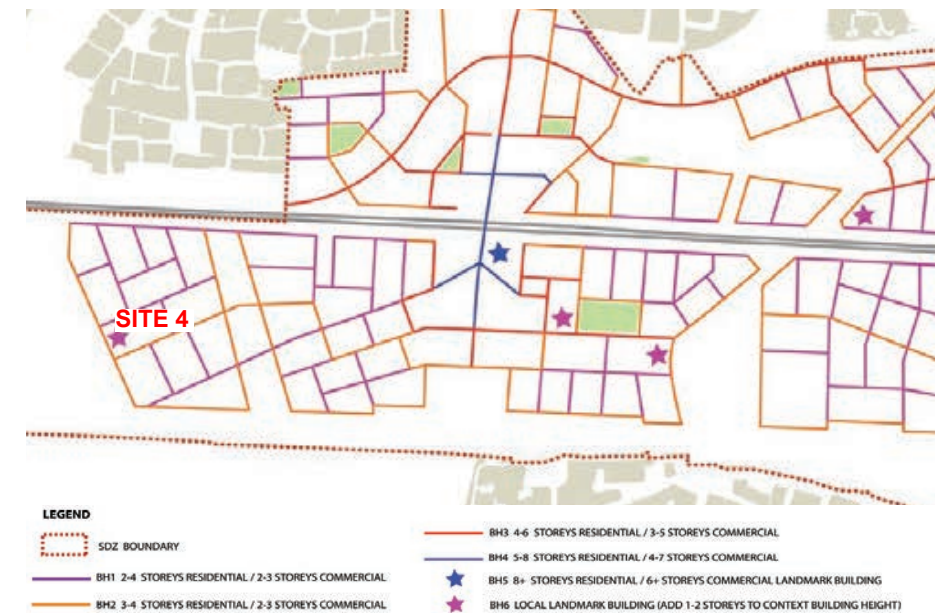 SITE 4
LEGEND
SDZ BOUNDARY
BH1 2-4 STOREYS RESIDENTIAL / 2-3 STOREYS COMMERCIAL
BH2 3-4 STOREYS RESIDENTIAL / 2-3 STOREYS COMMERCIAL
BH3 4-6 STOREYS RESIDENTIAL / 3-5 STOREYS COMMERCIAL
BH4 5-8 STOREYS RESIDENTIAL / 4-7 STOREYS COMMERCIAL
BH5 8+ STOREYS RESIDENTIAL / 6+ STOREYS COMMERCIAL LANDMARK BUILDING
BH6 LOCAL LANDMARK BUILDING (ADD 1-2 STOREYS TO CONTEXT BUILDING HEIGHT)